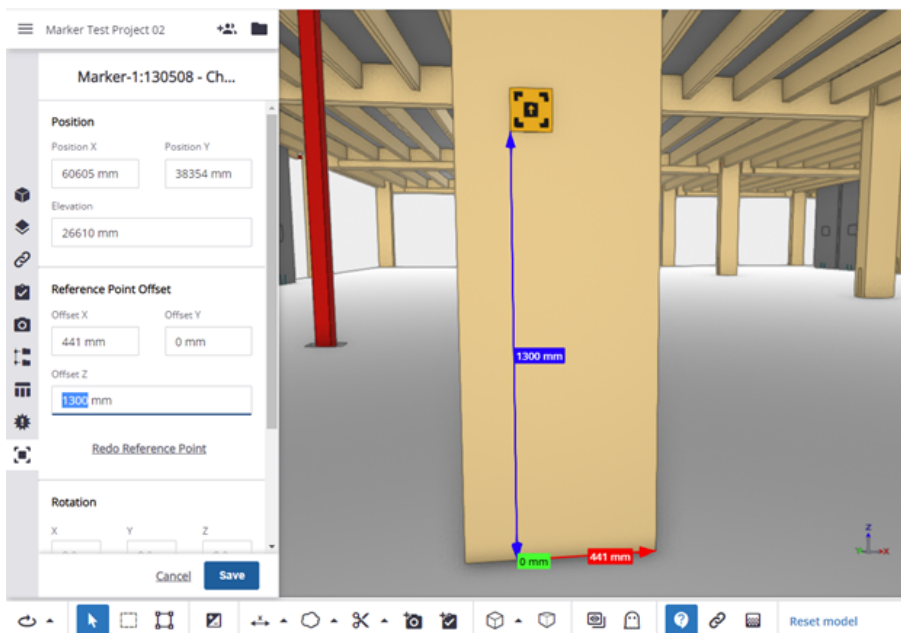 Marker Test Project 02
Marker-1:130508 - Ch...
Position
Position X Position Y
60605 mm 38354 mm
Elevation
26610 mm
Reference Point Offset
Offset X Offset Y
441 mm 0 mm
Offset Z
1300 mm
Redo Reference Point
Rotation
X Y Z
Cancel Save
1300 mm
0 mm 441 mm
Z
Y X
Reset model